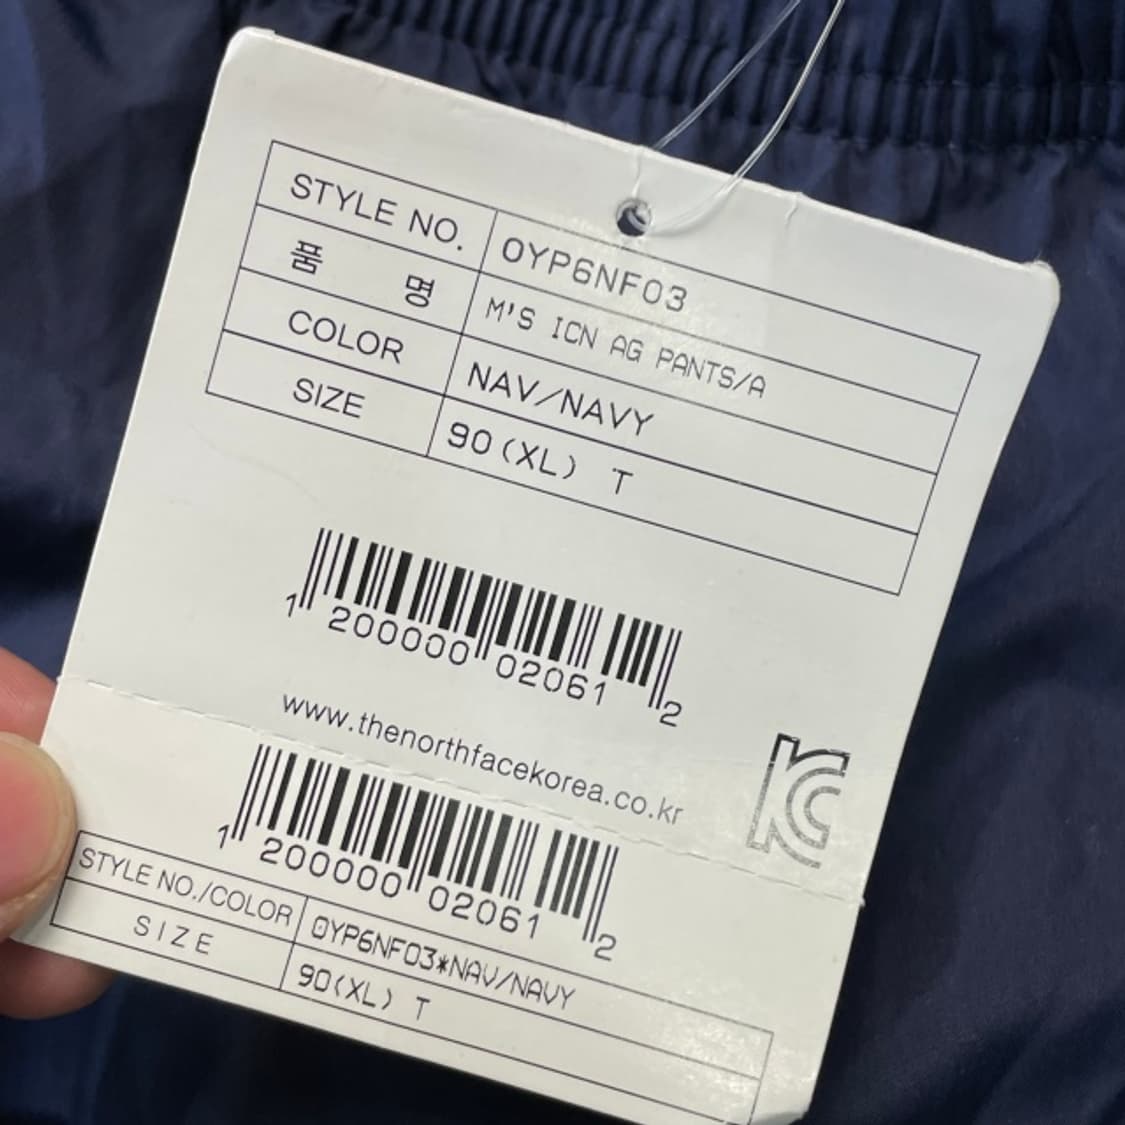 STYLE NO. 0YP6NF03
품 명 M'S ICN AG PANTS/A
COLOR NAV/NAVY
SIZE 90(XL) T
1 200000 02061 2
www.thenorthfacekorea.co.kr
KC
1 200000 02061 2
STYLE NO./COLOR 0YP6NF03*NAV/NAVY
SIZE 90(XL) T